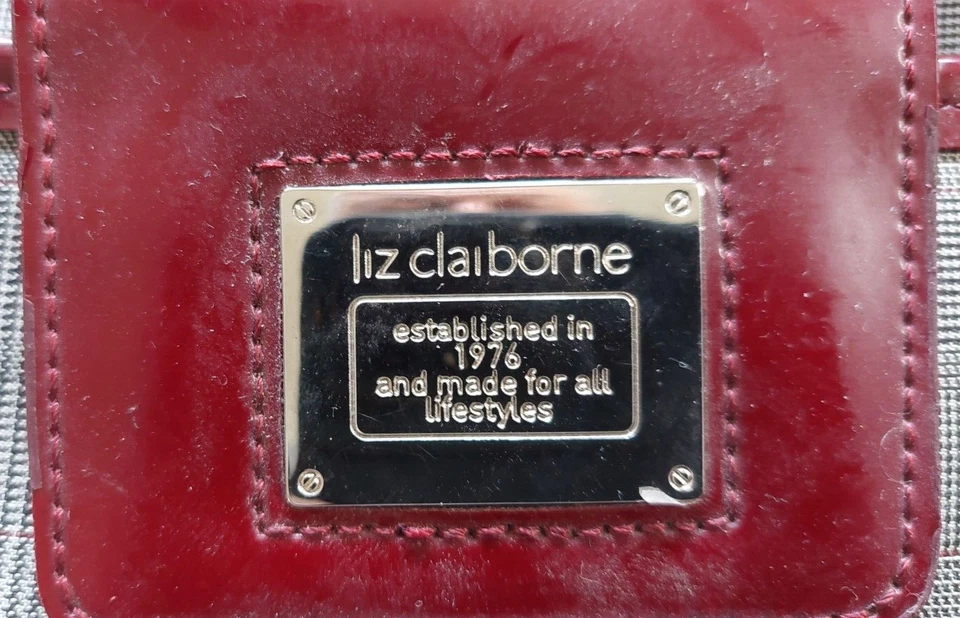 liz claiborne
established in
1976
and made for all
lifestyles